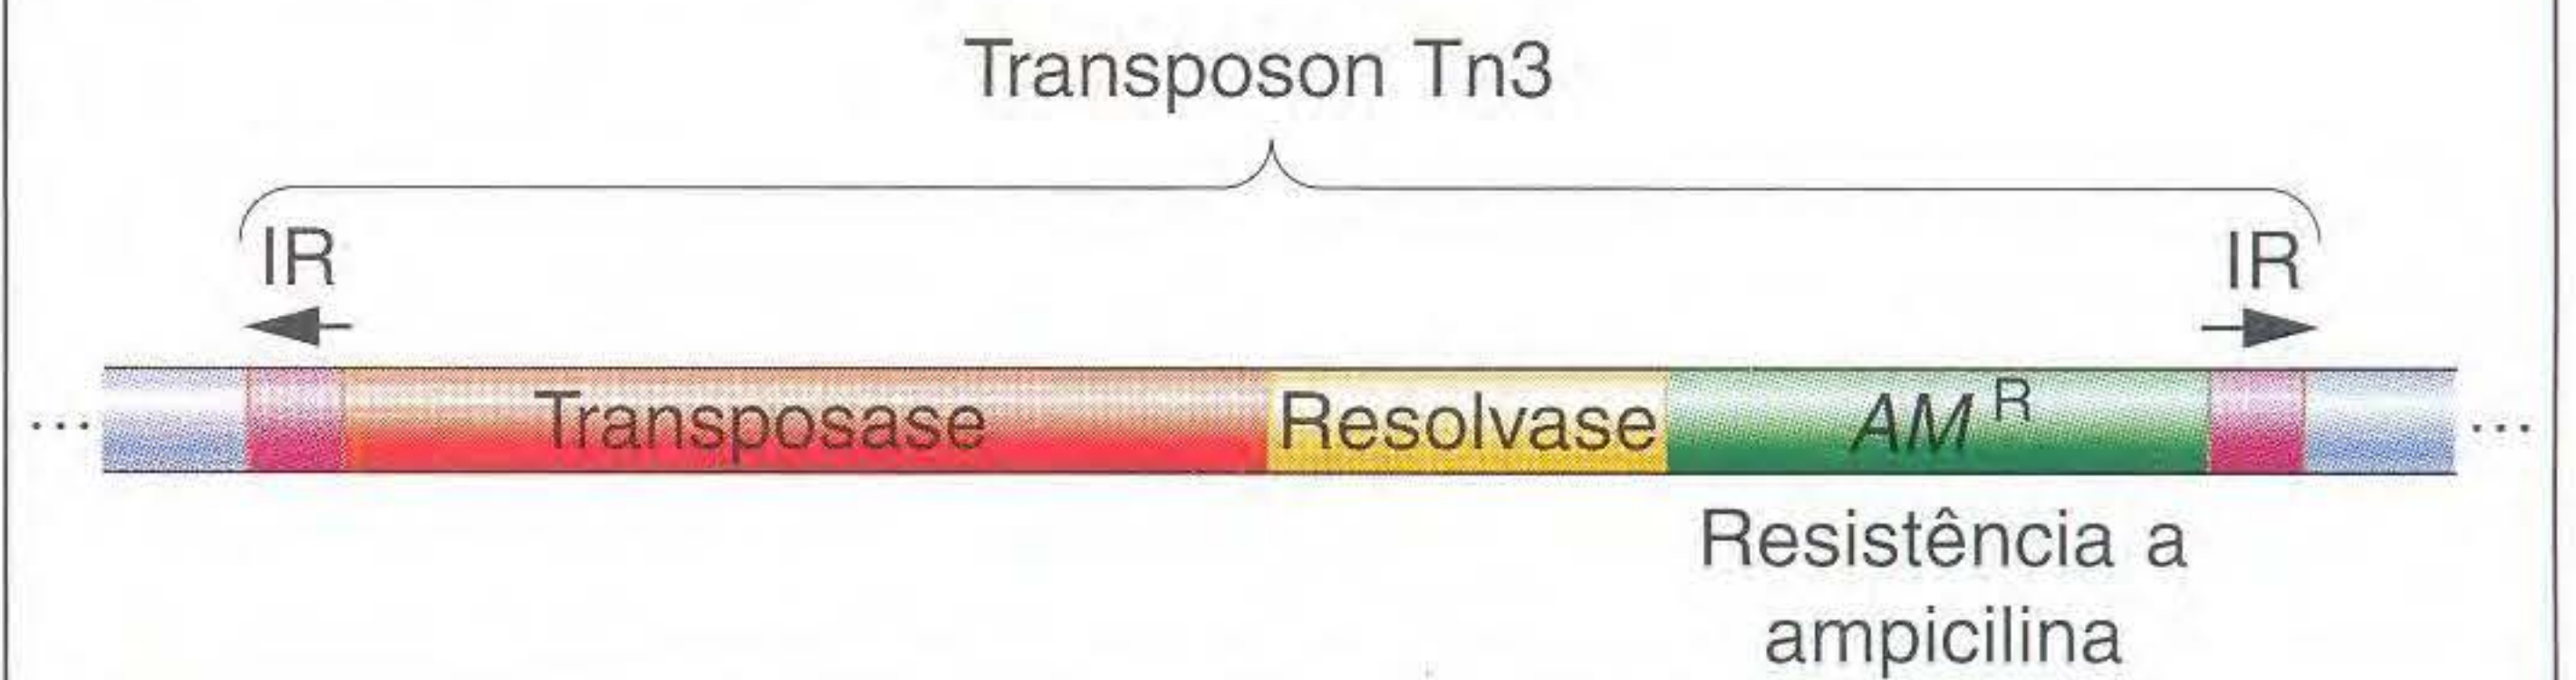 Transposon Tn3
IR IR
... Transposase Resolvase AM R ...
Resistência a
ampicilina